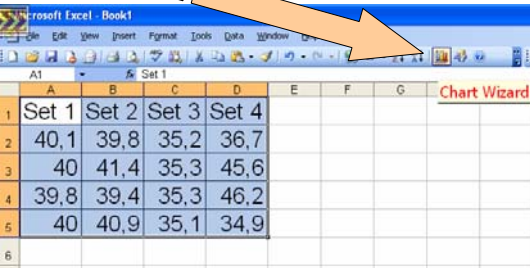 crosoft Excel - Book1
File Edit View Insert Format Tools Data Window
A1 fx Set 1
Chart Wizard
A B C D E F G
1 Set 1 Set 2 Set 3 Set 4
2 40,1 39,8 35,2 36,7
3 40 41,4 35,3 45,6
4 39,8 39,4 35,3 46,2
5 40 40,9 35,1 34,9
6